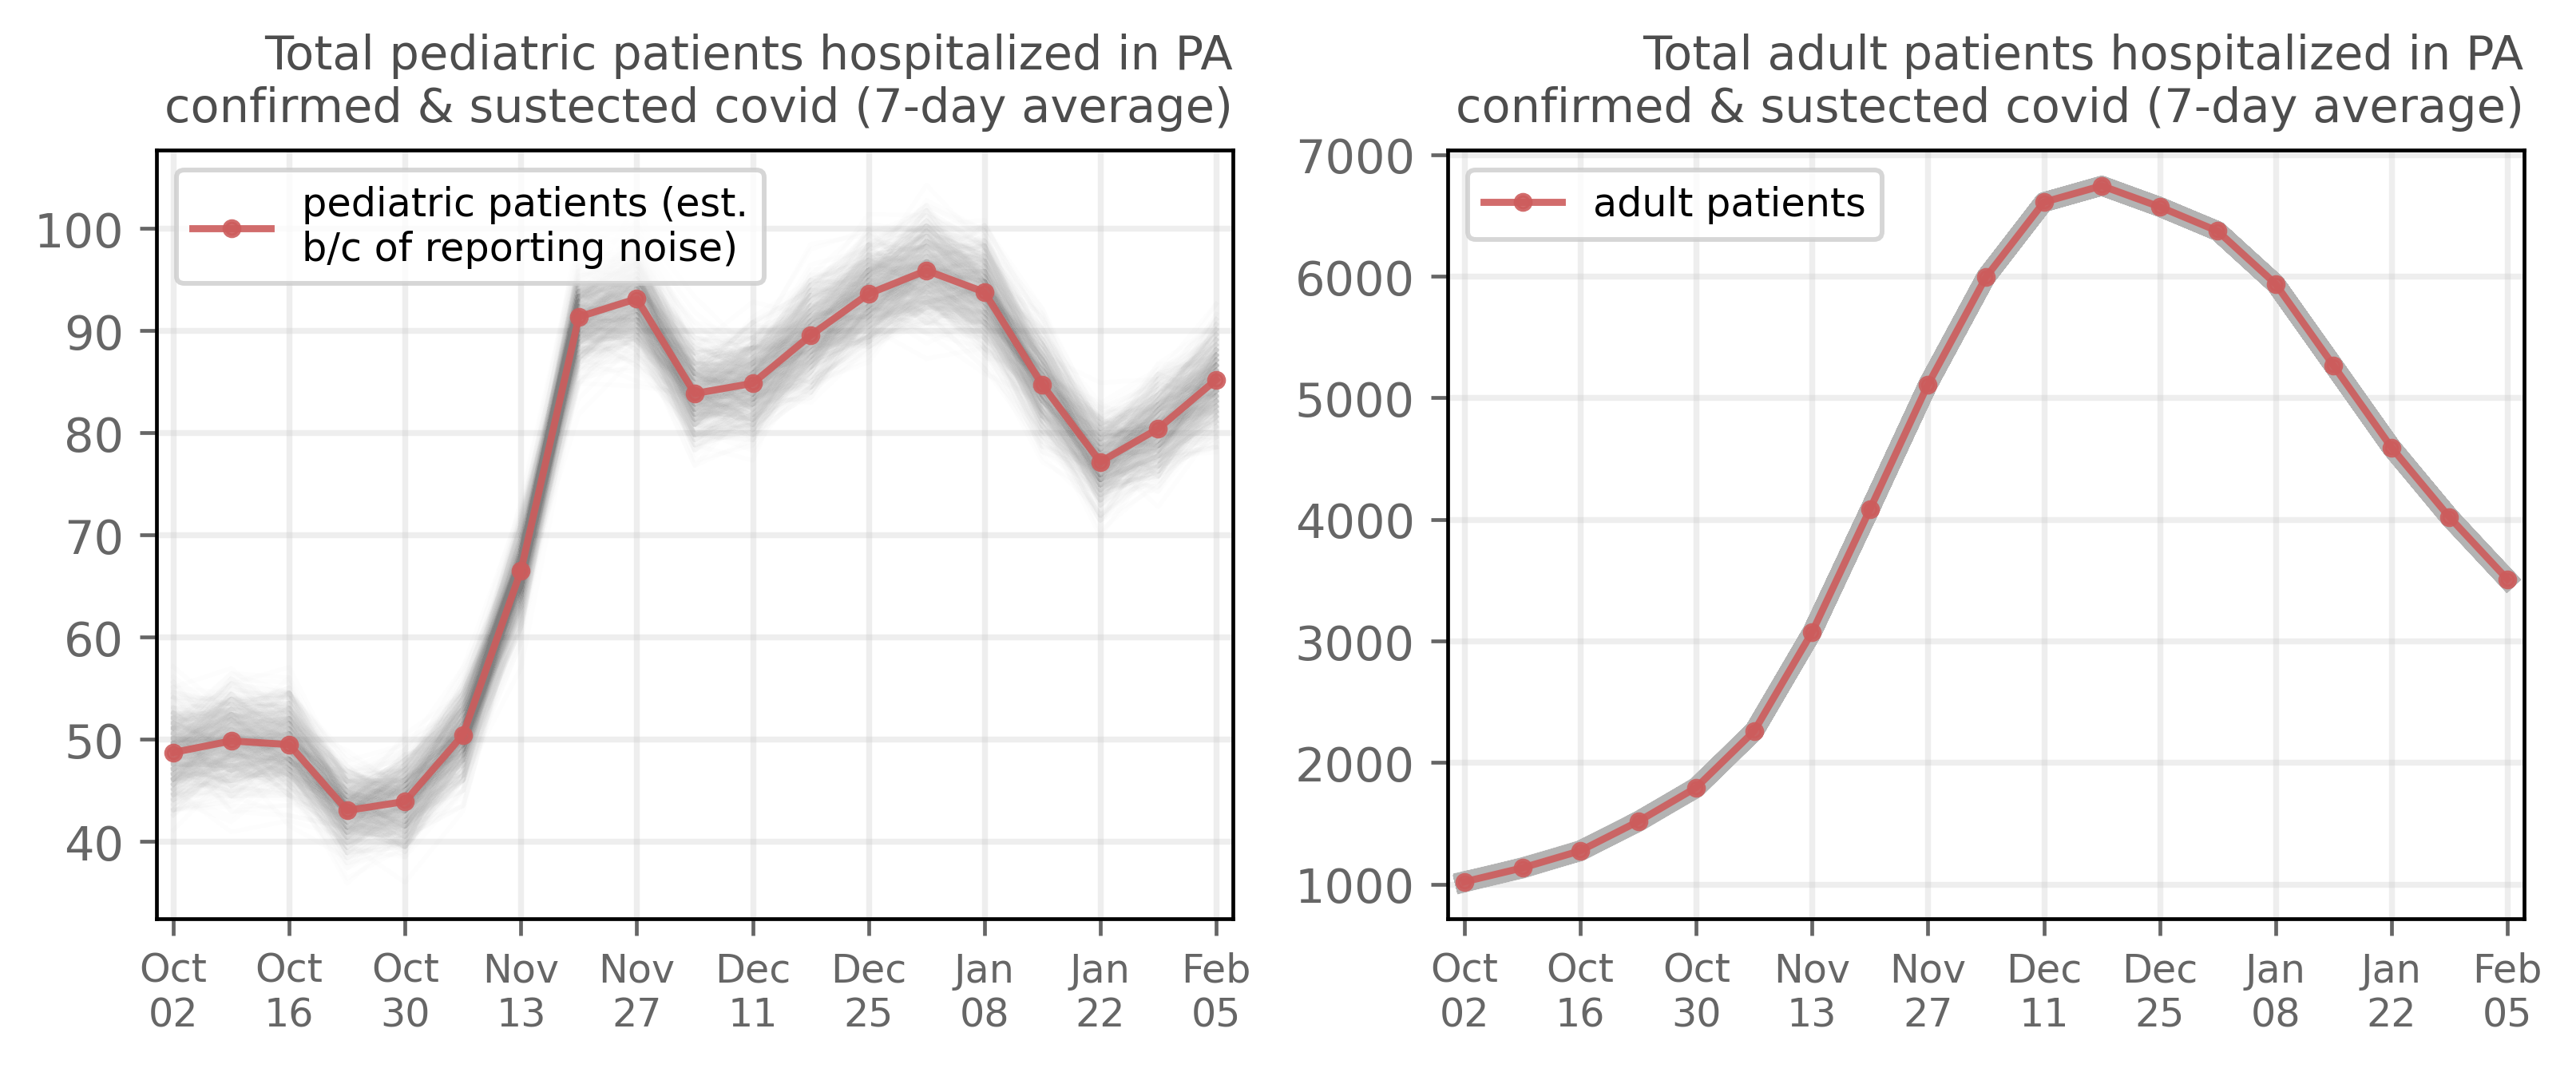 Total pediatric patients hospitalized in PA
confirmed & sustected covid (7-day average)
pediatric patients (est.
b/c of reporting noise)
100
90
80
70
60
50
40
Oct Oct Oct Nov Nov Dec Dec Jan Jan Feb
02 16 30 13 27 11 25 08 22 05
Total adult patients hospitalized in PA
confirmed & sustected covid (7-day average)
adult patients
7000
6000
5000
4000
3000
2000
1000
Oct Oct Oct Nov Nov Dec Dec Jan Jan Feb
02 16 30 13 27 11 25 08 22 05